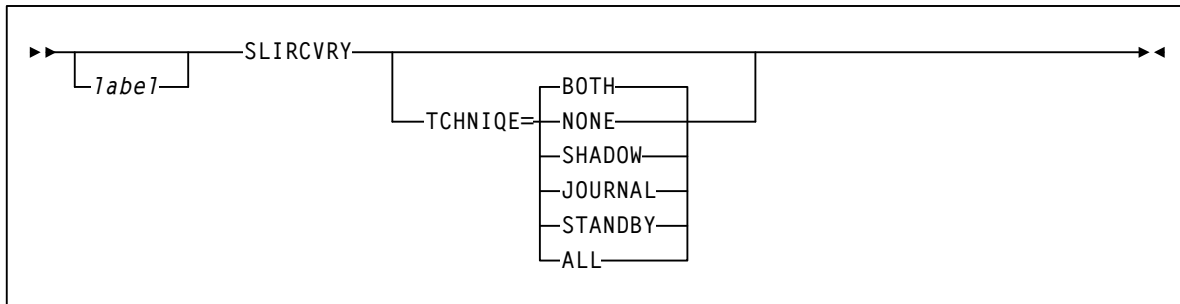 SLIRCVRY
label
BOTH
TCHNIQE= NONE
SHADOW
JOURNAL
STANDBY
ALL